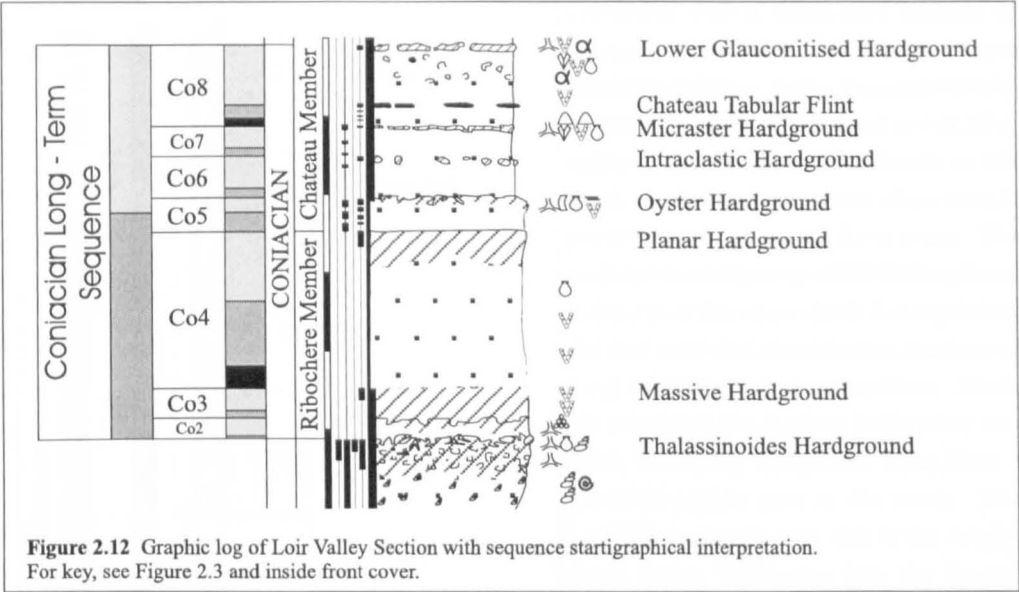 Coniacian Long - Term
Sequence
Co8
Co7
Co6
Co5
Co4
Co3
Co2
CONIACIAN
Chateau Member
Ribochere Member
α
α
Lower Glauconitised Hardground
Chateau Tabular Flint
Micraster Hardground
Intraclastic Hardground
Oyster Hardground
Planar Hardground
Massive Hardground
Thalassinoides Hardground
Figure 2.12 Graphic log of Loir Valley Section with sequence startigraphical interpretation.
For key, see Figure 2.3 and inside front cover.